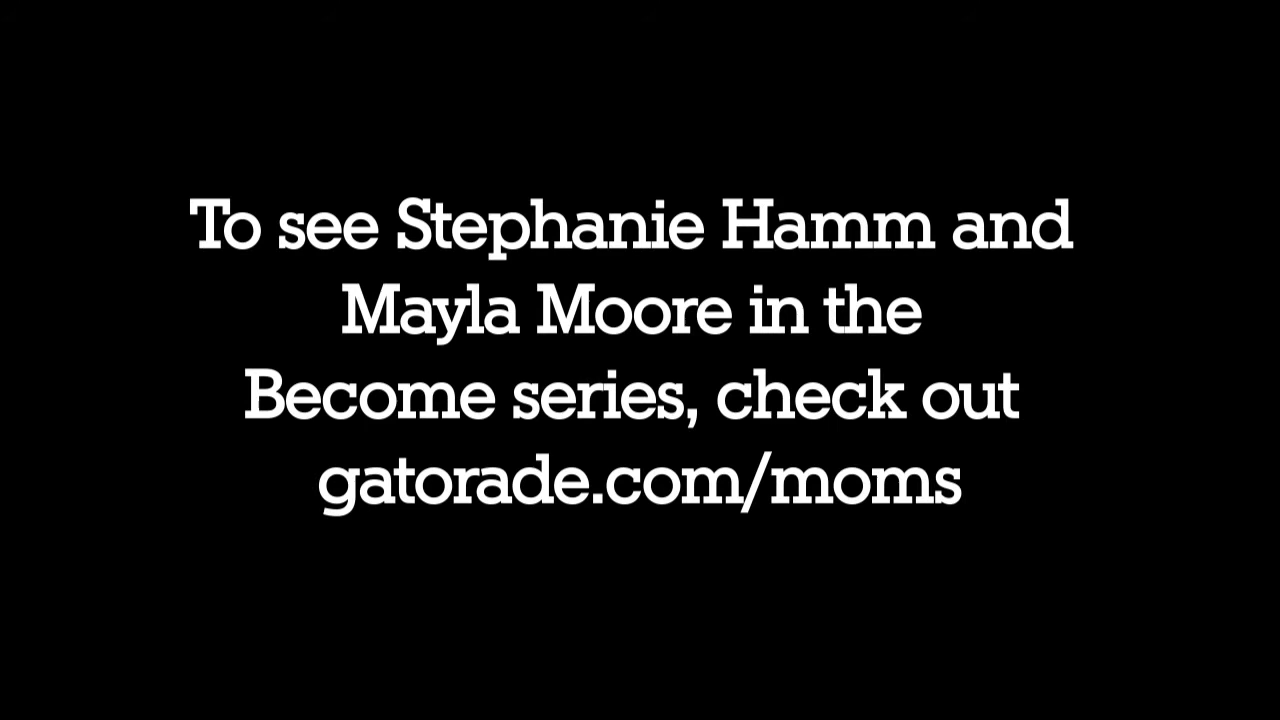 To see Stephanie Hamm and
Mayla Moore in the
Become series, check out
gatorade.com/moms